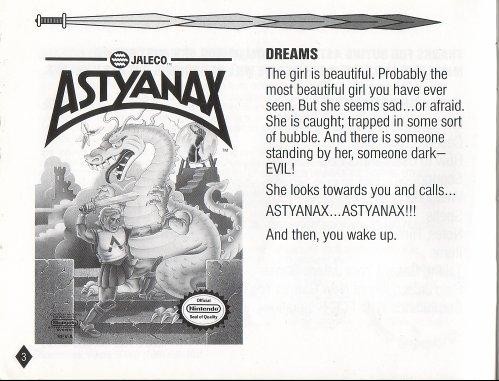 JALECO™
ASTYANAX
TM
Official
Nintendo
Seal of Quality
Nintendo
REV-A
DREAMS
The girl is beautiful. Probably the
most beautiful girl you have ever
seen. But she seems sad...or afraid.
She is caught; trapped in some sort
of bubble. And there is someone
standing by her, someone dark—
EVIL!
She looks towards you and calls...
ASTYANAX...ASTYANAX!!!
And then, you wake up.
3